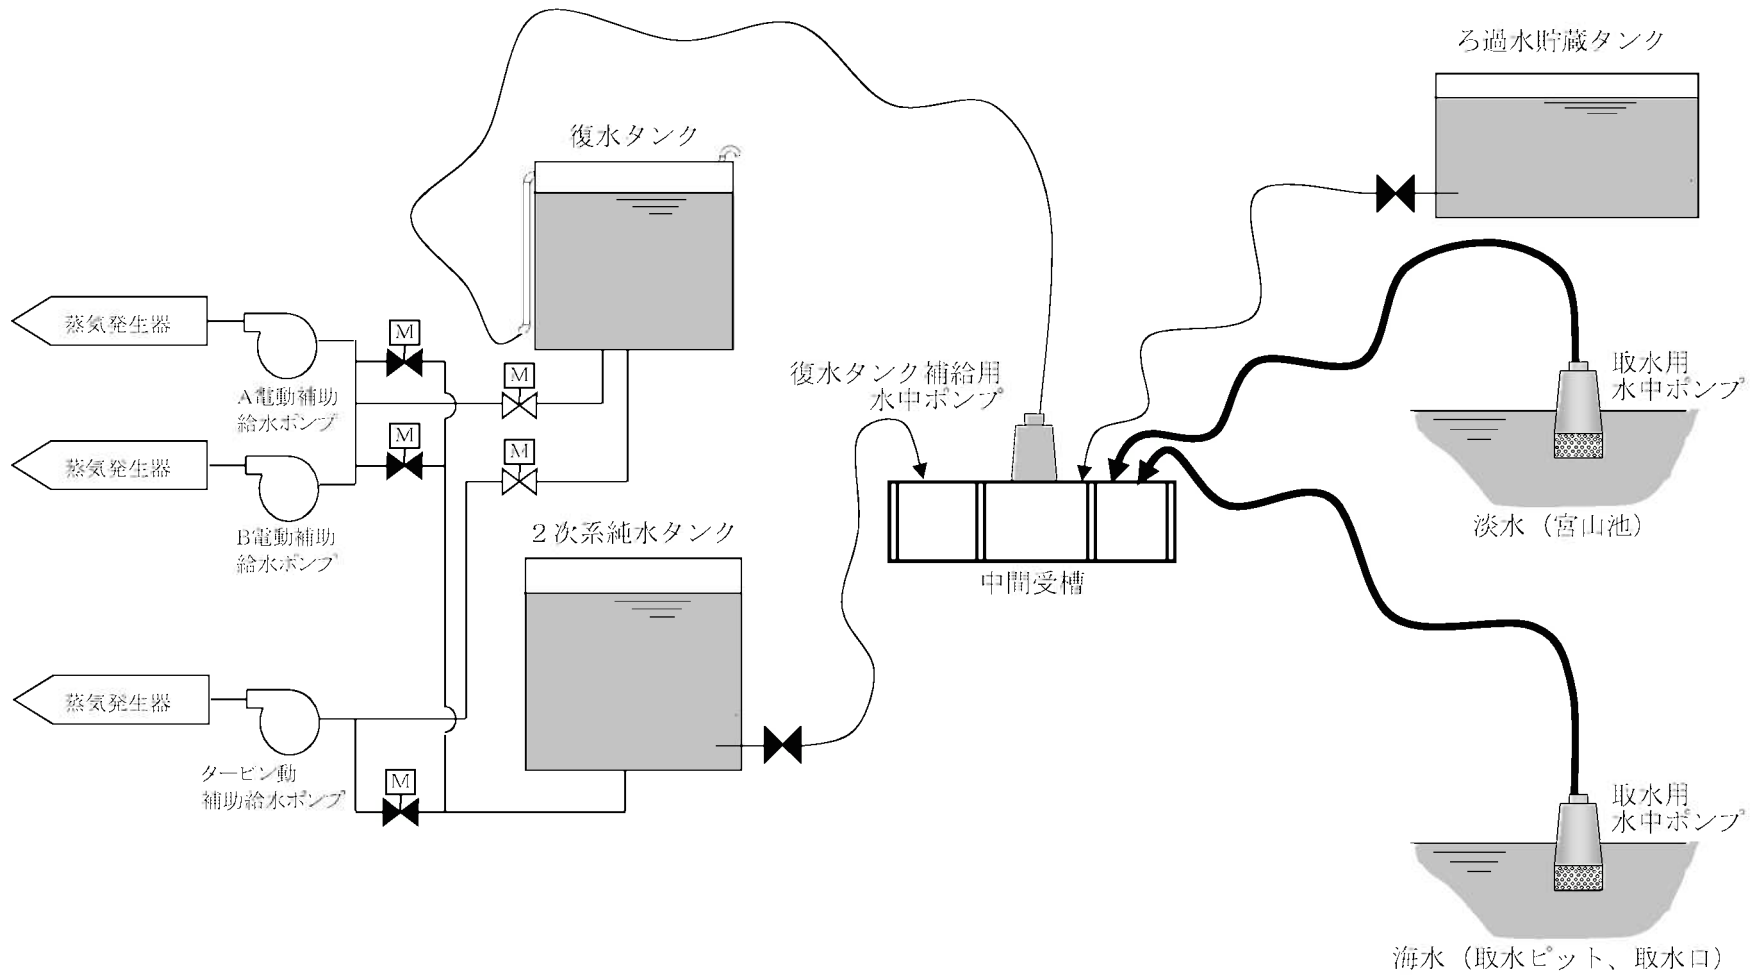 ろ過水貯蔵タンク
復水タンク
蒸気発生器
M
A電動補助
給水ポンプ
M
復水タンク補給用
水中ポンプ
取水用
水中ポンプ
M
M
蒸気発生器
B電動補助
給水ポンプ
2次系純水タンク
中間受槽
淡水（宮山池）
蒸気発生器
タービン動
補助給水ポンプ
M
取水用
水中ポンプ
海水（取水ピット、取水口）